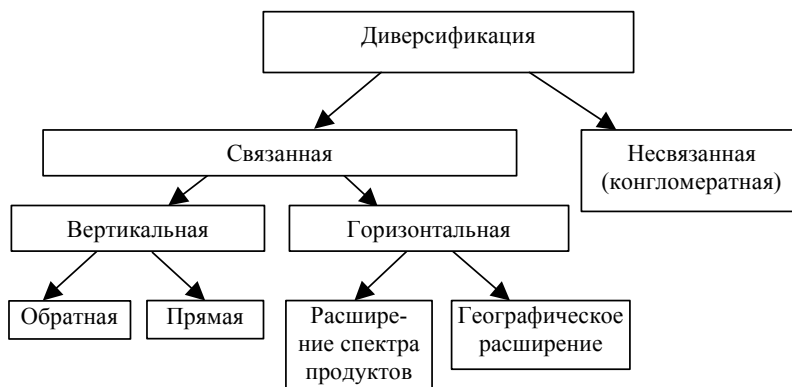 Диверсификация
Связанная
Несвязанная
(конгломератная)
Вертикальная
Горизонтальная
Обратная
Прямая
Расшире-
ние спектра
продуктов
Географическое
расширение